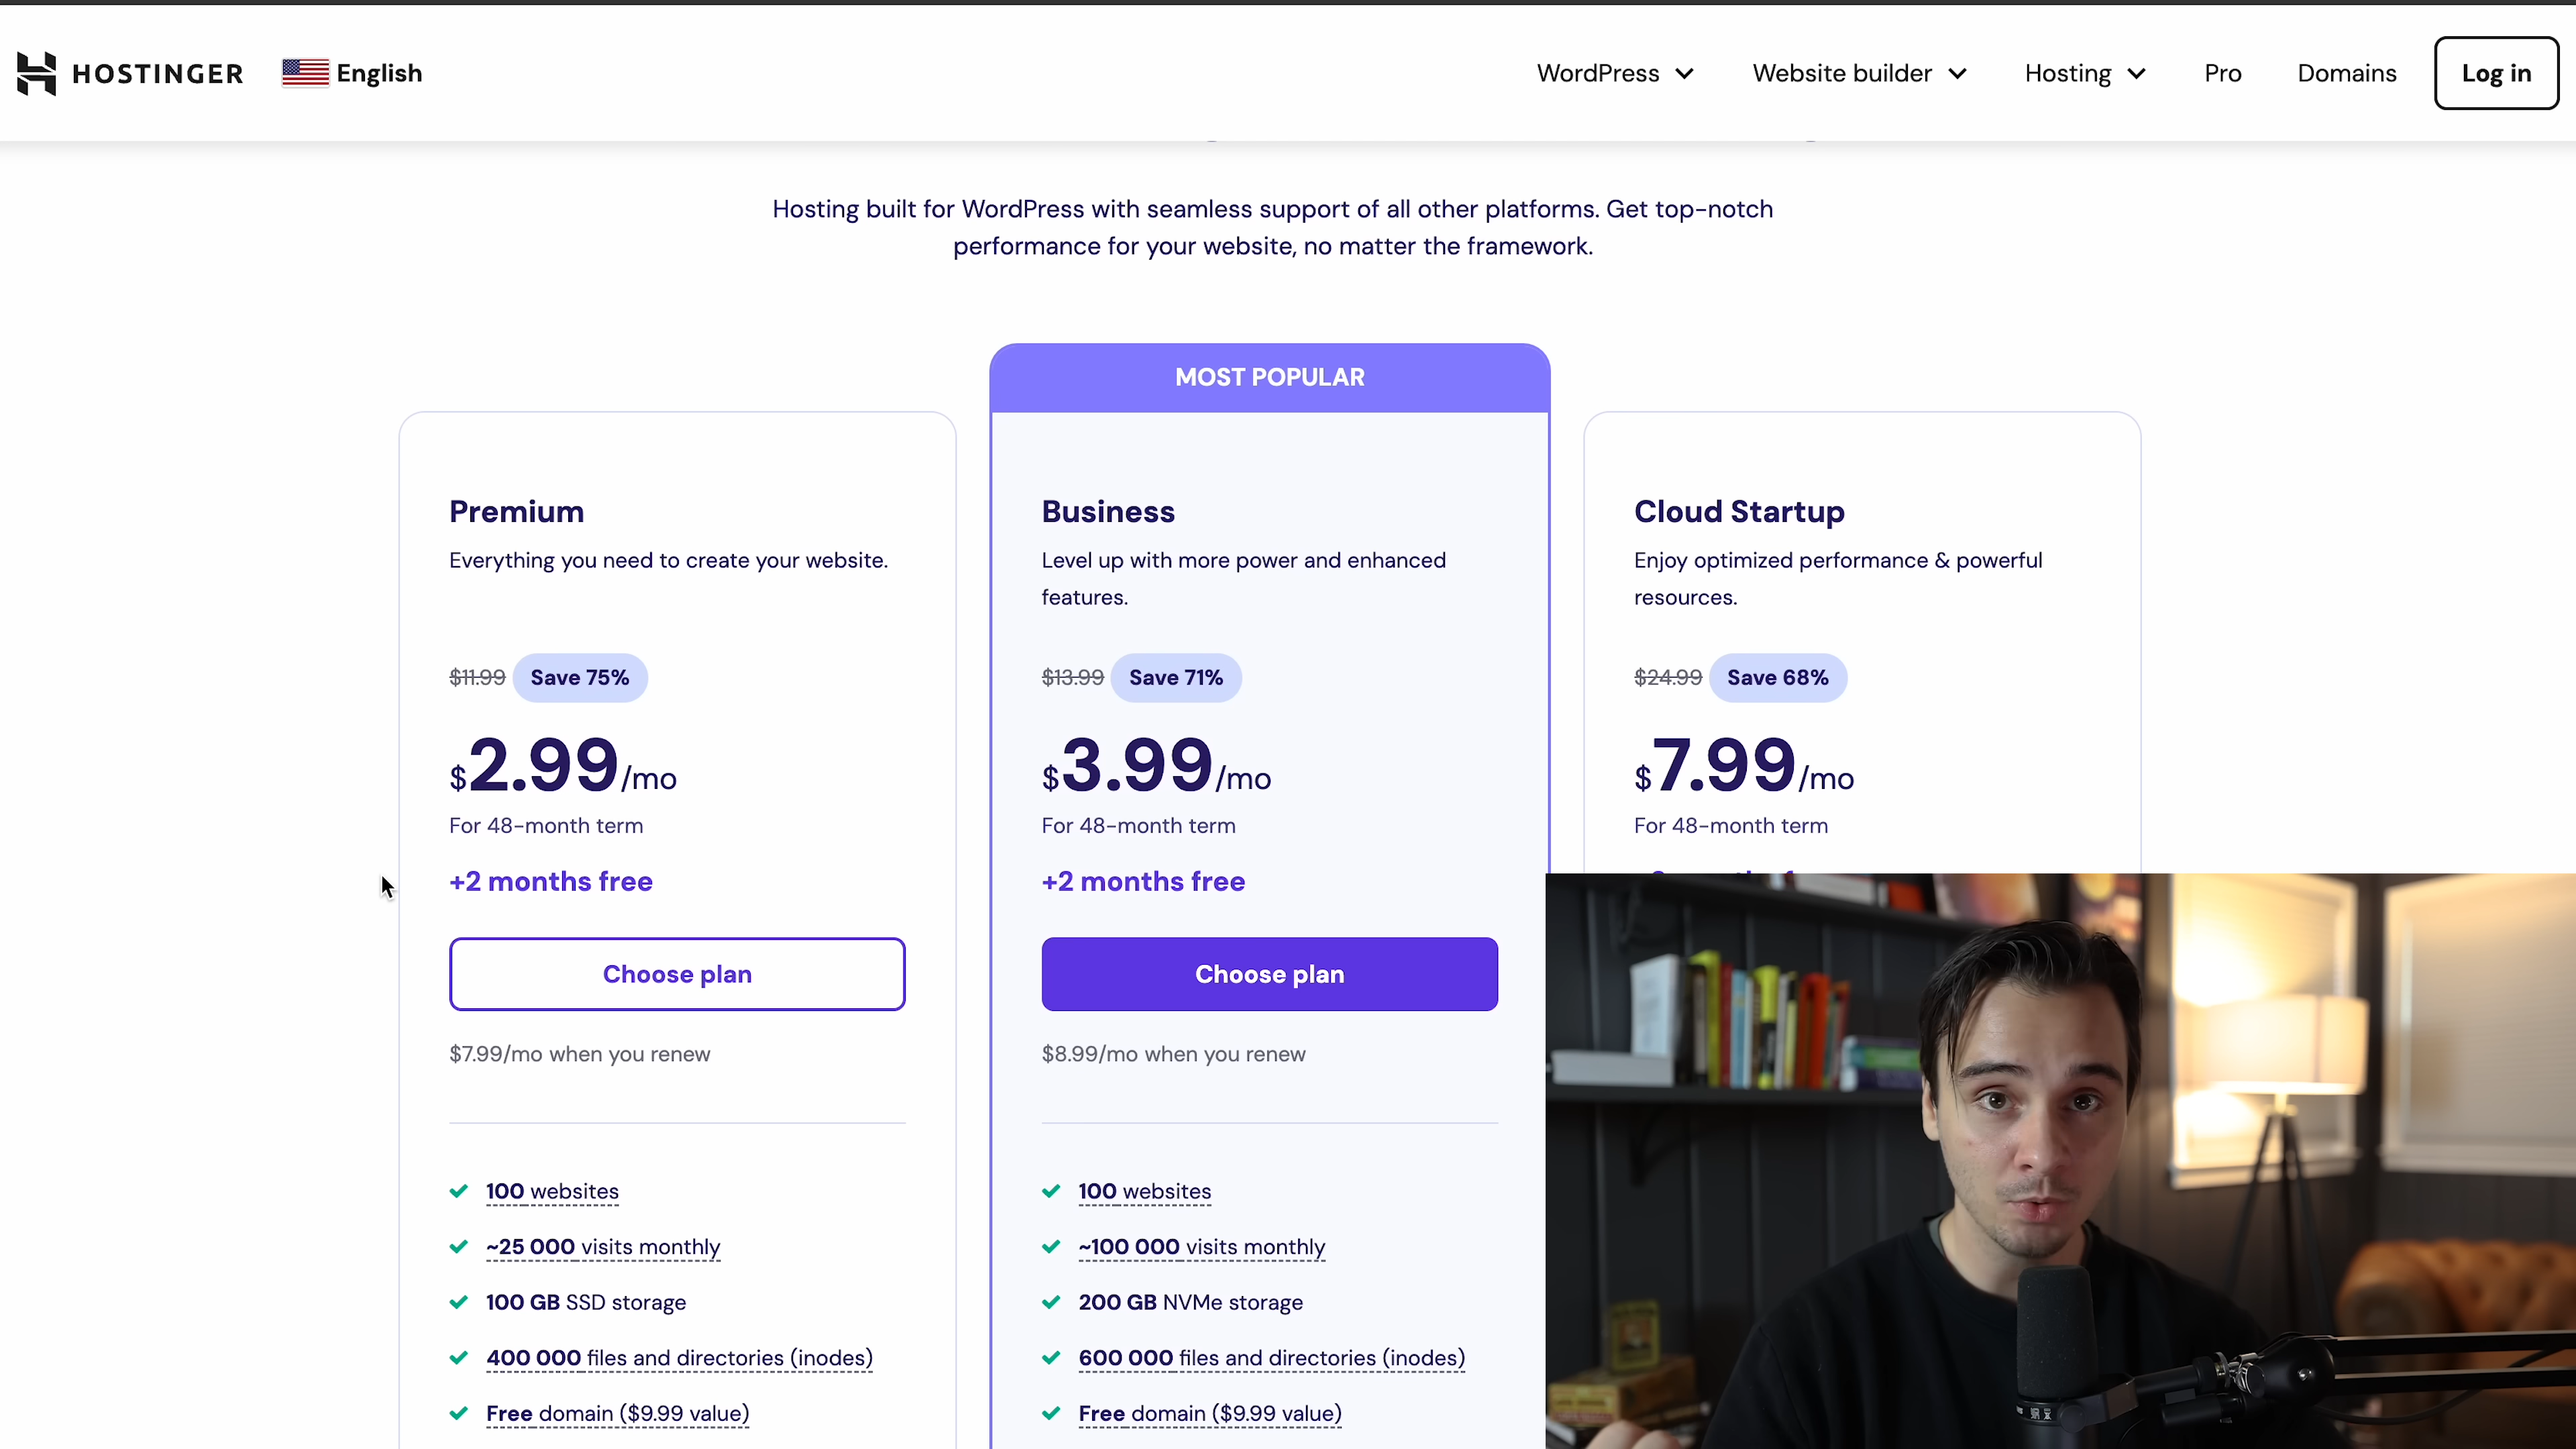 HOSTINGER
English
WordPress
Website builder
Hosting
Pro
Domains
Log in
Hosting built for WordPress with seamless support of all other platforms. Get top-notch
performance for your website, no matter the framework.
MOST POPULAR
Premium
Everything you need to create your website.
$11.99 Save 75%
$2.99/mo
For 48-month term
+2 months free
Choose plan
$7.99/mo when you renew
100 websites
~25 000 visits monthly
100 GB SSD storage
400 000 files and directories (inodes)
Free domain ($9.99 value)
Business
Level up with more power and enhanced
features.
$13.99 Save 71%
$3.99/mo
For 48-month term
+2 months free
Choose plan
$8.99/mo when you renew
100 websites
~100 000 visits monthly
200 GB NVMe storage
600 000 files and directories (inodes)
Free domain ($9.99 value)
Cloud Startup
Enjoy optimized performance & powerful
resources.
$24.99 Save 68%
$7.99/mo
For 48-month term